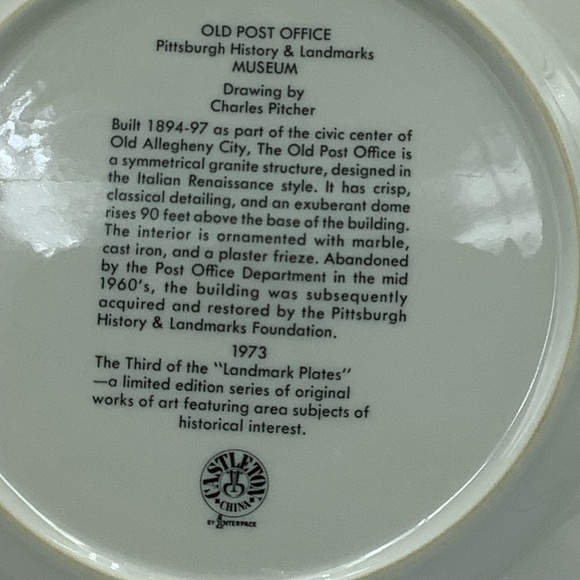 OLD POST OFFICE
Pittsburgh History & Landmarks
MUSEUM
Drawing by
Charles Pitcher
Built 1894-97 as part of the civic center of
Old Allegheny City, The Old Post Office is
a symmetrical granite structure, designed in
the Italian Renaissance style. It has crisp,
classical detailing, and an exuberant dome
rises 90 feet above the base of the building.
The interior is ornamented with marble,
cast iron, and a plaster frieze. Abandoned
by the Post Office Department in the mid
1960's, the building was subsequently
acquired and restored by the Pittsburgh
History & Landmarks Foundation.
1973
The Third of the "Landmark Plates"
—a limited edition series of original
works of art featuring area subjects of
historical interest.
CASTLETON
CHINA
BY INTERPACE